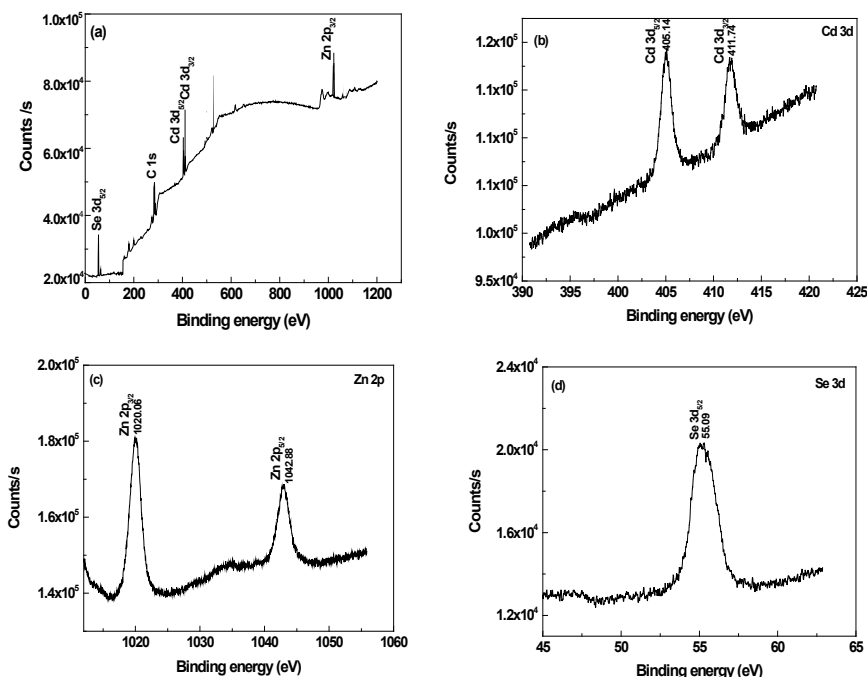 (a)
Zn 2p3/2
Cd 3d5/2
Cd 3d3/2
C 1s
Se 3d5/2
1.0x10^5
8.0x10^4
6.0x10^4
4.0x10^4
2.0x10^4
Counts /s
0 200 400 600 800 1000 1200
Binding energy (eV)
(b)
Cd 3d
Cd 3d5/2
405.14
Cd 3d3/2
411.74
1.2x10^5
1.1x10^5
1.1x10^5
1.0x10^5
9.5x10^4
Counts/s
390 395 400 405 412 415 420 425
Binding energy (eV)
(c)
Zn 2p
Zn 2p3/2
1020.06
Zn 2p5/2
1042.88
2.0x10^5
1.8x10^5
1.6x10^5
1.4x10^5
Counts/s
1020 1030 1040 1050 1060
Binding energy (eV)
(d)
Se 3d
Se 3d5/2
55.09
2.4x10^4
2.0x10^4
1.6x10^4
1.2x10^4
Counts/s
45 50 55 60 65
Binding energy (eV)